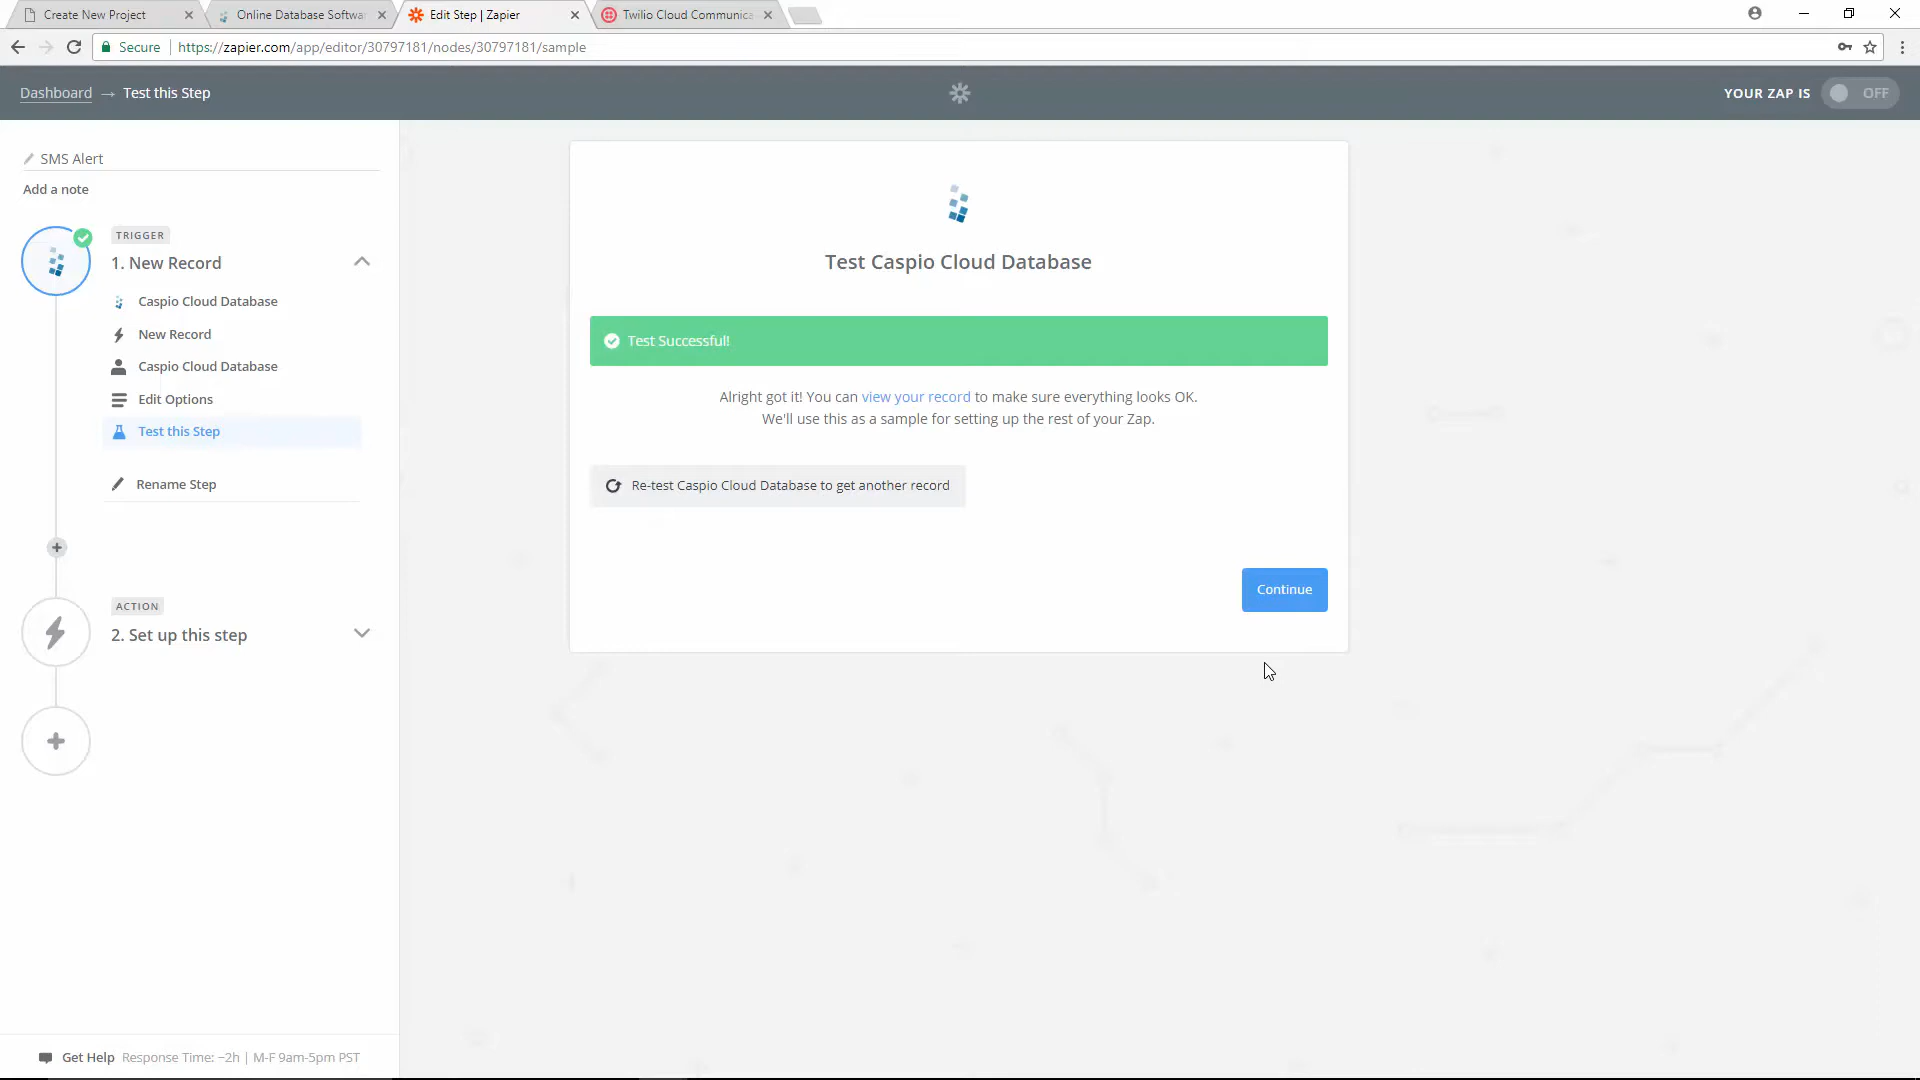 Create New Project
Online Database Softwar
Edit Step | Zapier
Twilio Cloud Communica
Secure
https://zapier.com/app/editor/30797181/nodes/30797181/sample
Dashboard → Test this Step
YOUR ZAP IS
OFF
SMS Alert
Add a note
TRIGGER
1. New Record
Caspio Cloud Database
New Record
Caspio Cloud Database
Edit Options
Test this Step
Rename Step
ACTION
2. Set up this step
Get Help Response Time: ~2h | M-F 9am-5pm PST
Test Caspio Cloud Database
Test Successful!
Alright got it! You can view your record to make sure everything looks OK.
We'll use this as a sample for setting up the rest of your Zap.
Re-test Caspio Cloud Database to get another record
Continue